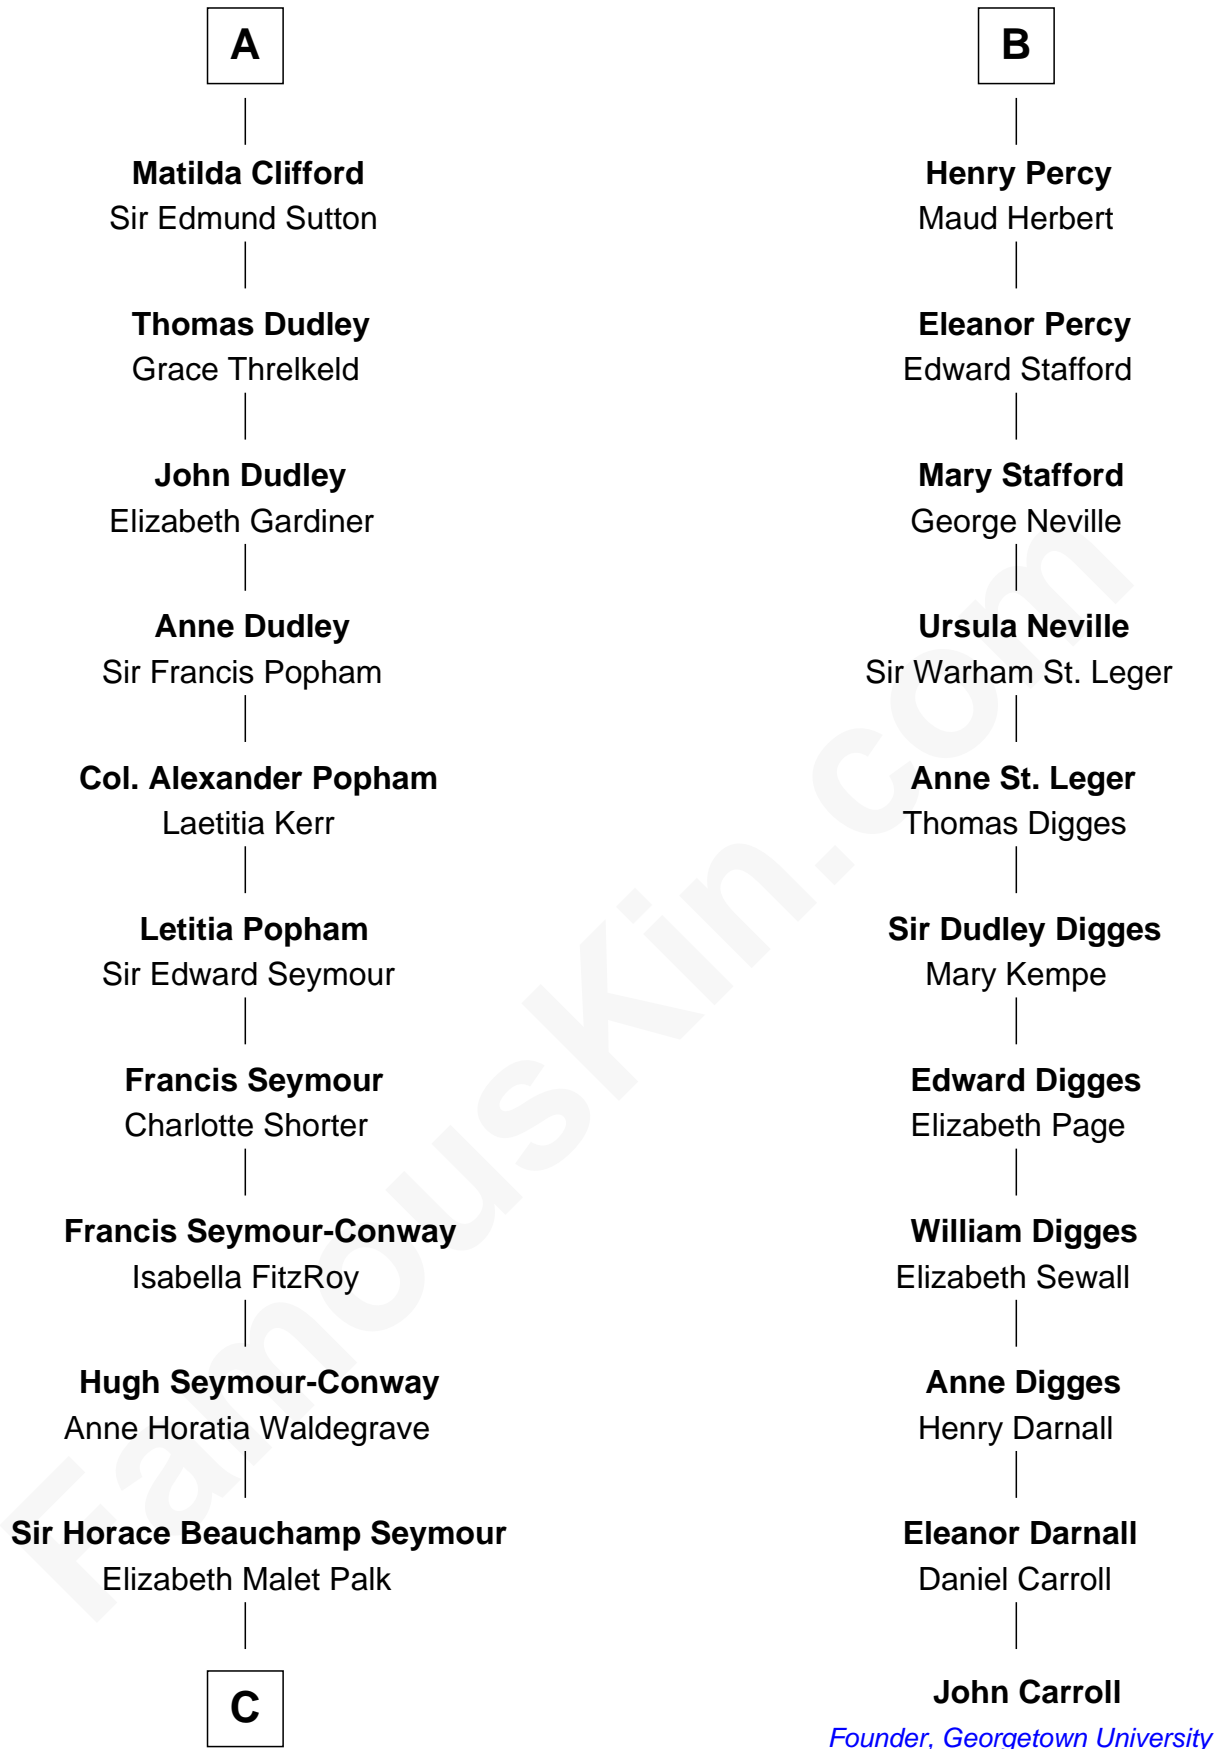 A
Matilda Clifford
Sir Edmund Sutton
Thomas Dudley
Grace Threlkeld
John Dudley
Elizabeth Gardiner
Anne Dudley
Sir Francis Popham
Col. Alexander Popham
Laetitia Kerr
Letitia Popham
Sir Edward Seymour
Francis Seymour
Charlotte Shorter
Francis Seymour-Conway
Isabella FitzRoy
Hugh Seymour-Conway
Anne Horatia Waldegrave
Sir Horace Beauchamp Seymour
Elizabeth Malet Palk
C
B
Henry Percy
Maud Herbert
Eleanor Percy
Edward Stafford
Mary Stafford
George Neville
Ursula Neville
Sir Warham St. Leger
Anne St. Leger
Thomas Digges
Sir Dudley Digges
Mary Kempe
Edward Digges
Elizabeth Page
William Digges
Elizabeth Sewall
Anne Digges
Henry Darnall
Eleanor Darnall
Daniel Carroll
John Carroll
Founder, Georgetown University
FamousKin.com